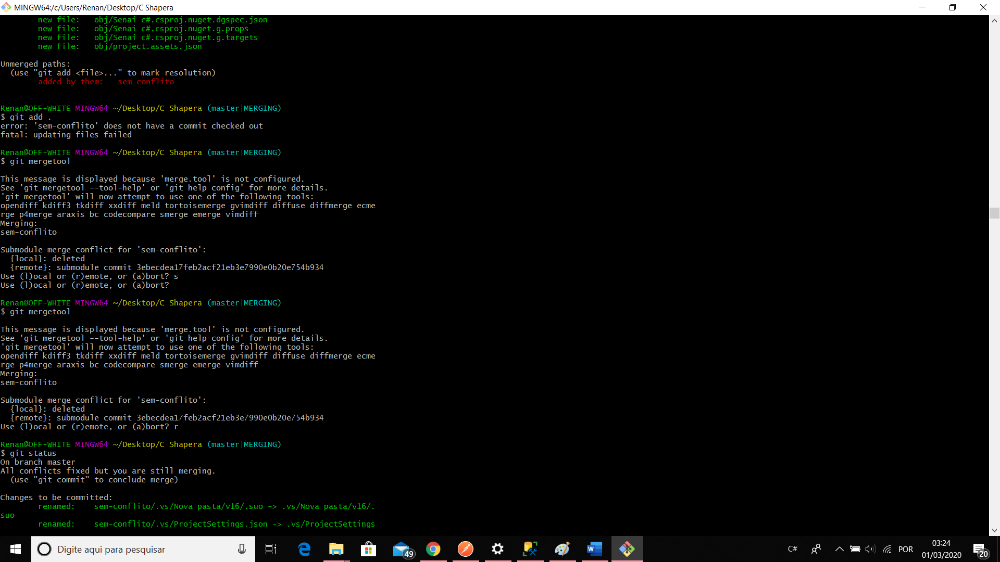 MINGW64:/c/Users/Renan/Desktop/C Shapera
new file:   obj/Senai c#.csproj.nuget.dgspec.json
new file:   obj/Senai c#.csproj.nuget.g.props
new file:   obj/Senai c#.csproj.nuget.g.targets
new file:   obj/project.assets.json
Unmerged paths:
(use "git add <file>..." to mark resolution)
added by them:   sem-conflito
Renan@OFF-WHITE MINGW64 ~/Desktop/C Shapera (master|MERGING)
$ git add .
error: 'sem-conflito' does not have a commit checked out
fatal: updating files failed
Renan@OFF-WHITE MINGW64 ~/Desktop/C Shapera (master|MERGING)
$ git mergetool
This message is displayed because 'merge.tool' is not configured.
See 'git mergetool --tool-help' or 'git help config' for more details.
'git mergetool' will now attempt to use one of the following tools:
opendiff kdiff3 tkdiff xxdiff meld tortoisemerge gvimdiff diffuse diffmerge ecme
rge p4merge araxis bc codecompare smerge emerge vimdiff
Merging:
sem-conflito
Submodule merge conflict for 'sem-conflito':
{local}: deleted
{remote}: submodule commit 3ebecdea17feb2acf21eb3e7990e0b20e754b934
Use (l)ocal or (r)emote, or (a)bort? s
Use (l)ocal or (r)emote, or (a)bort?
Renan@OFF-WHITE MINGW64 ~/Desktop/C Shapera (master|MERGING)
$ git mergetool
This message is displayed because 'merge.tool' is not configured.
See 'git mergetool --tool-help' or 'git help config' for more details.
'git mergetool' will now attempt to use one of the following tools:
opendiff kdiff3 tkdiff xxdiff meld tortoisemerge gvimdiff diffuse diffmerge ecme
rge p4merge araxis bc codecompare smerge emerge vimdiff
Merging:
sem-conflito
Submodule merge conflict for 'sem-conflito':
{local}: deleted
{remote}: submodule commit 3ebecdea17feb2acf21eb3e7990e0b20e754b934
Use (l)ocal or (r)emote, or (a)bort? r
Renan@OFF-WHITE MINGW64 ~/Desktop/C Shapera (master|MERGING)
$ git status
On branch master
All conflicts fixed but you are still merging.
(use "git commit" to conclude merge)
Changes to be committed:
renamed:    sem-conflito/.vs/Nova pasta/v16/.suo -> .vs/Nova pasta/v16/.
suo
renamed:    sem-conflito/.vs/ProjectSettings.json -> .vs/ProjectSettings
Digite aqui para pesquisar
49
C#
POR
03:24
01/03/2020
20